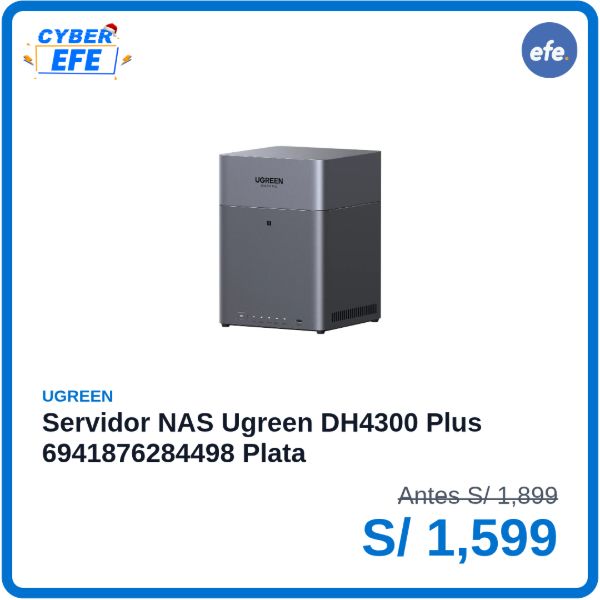 CYBER
EFE
efe.
UGREEN
UGREEN
Servidor NAS Ugreen DH4300 Plus
6941876284498 Plata
Antes S/ 1,899
S/ 1,599